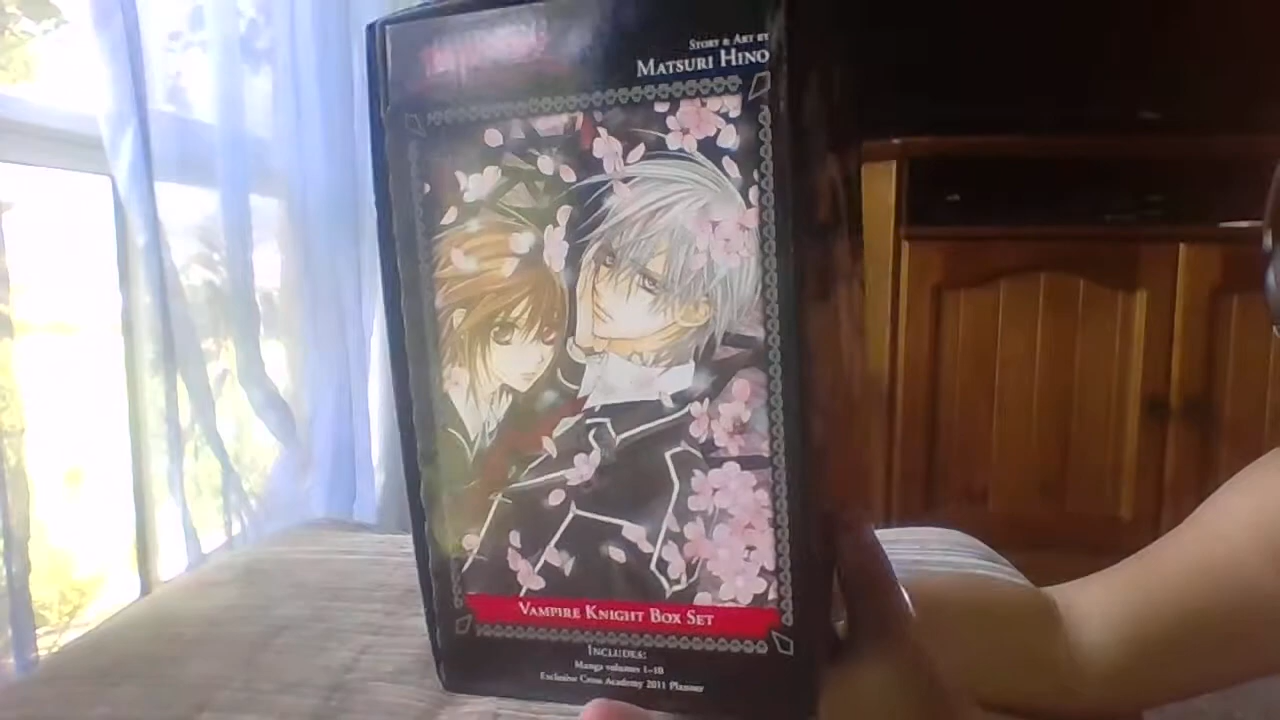 STORY & ART BY
MATSURI HINO
VAMPIRE KNIGHT BOX SET
INCLUDES:
Manga volumes 1-10
Exclusive Cross Academy 2011 Planner